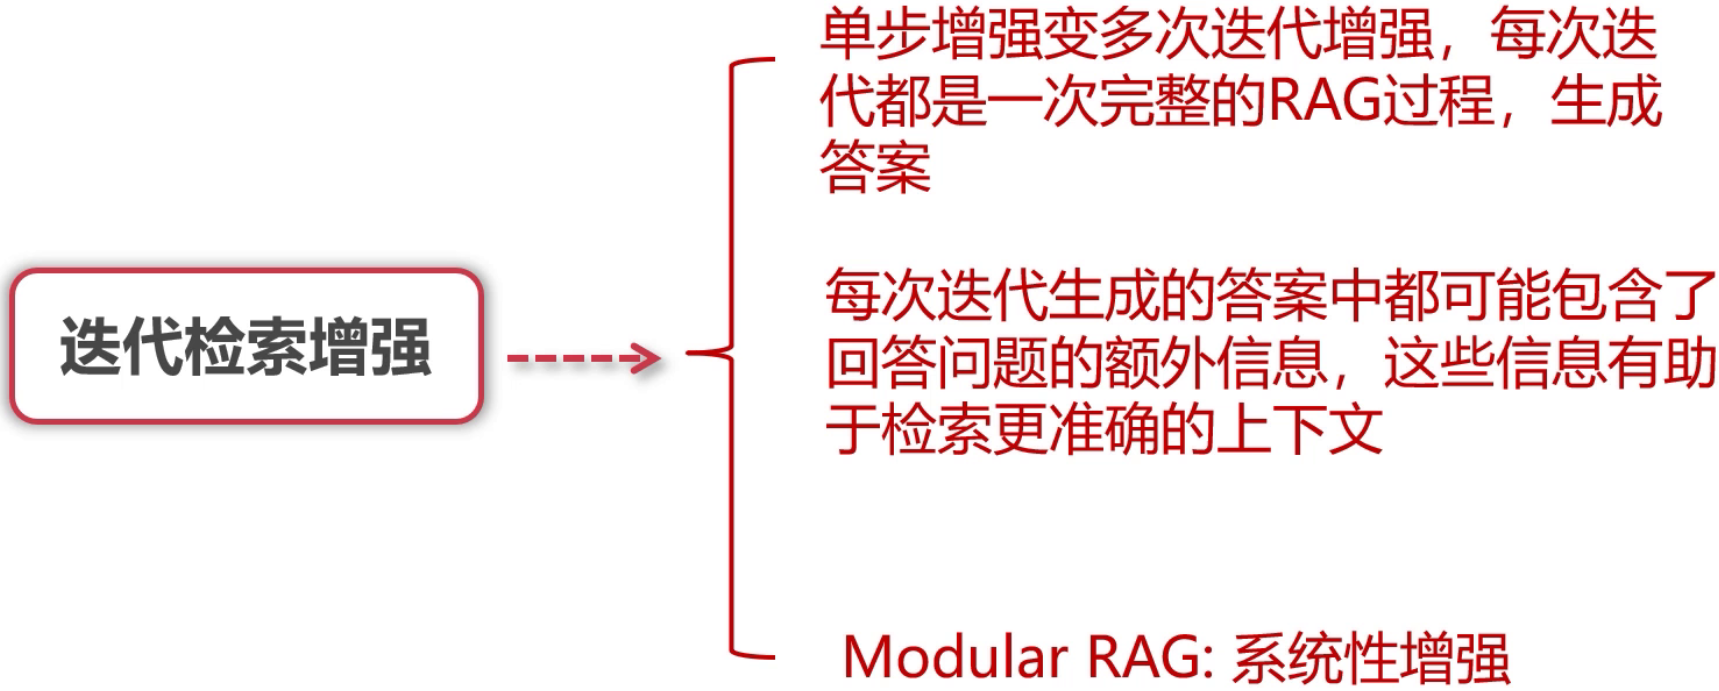 迭代检索增强
单步增强变多次迭代增强，每次迭
代都是一次完整的RAG过程，生成
答案
每次迭代生成的答案中都可能包含了
回答问题的额外信息，这些信息有助
于检索更准确的上下文
Modular RAG: 系统性增强